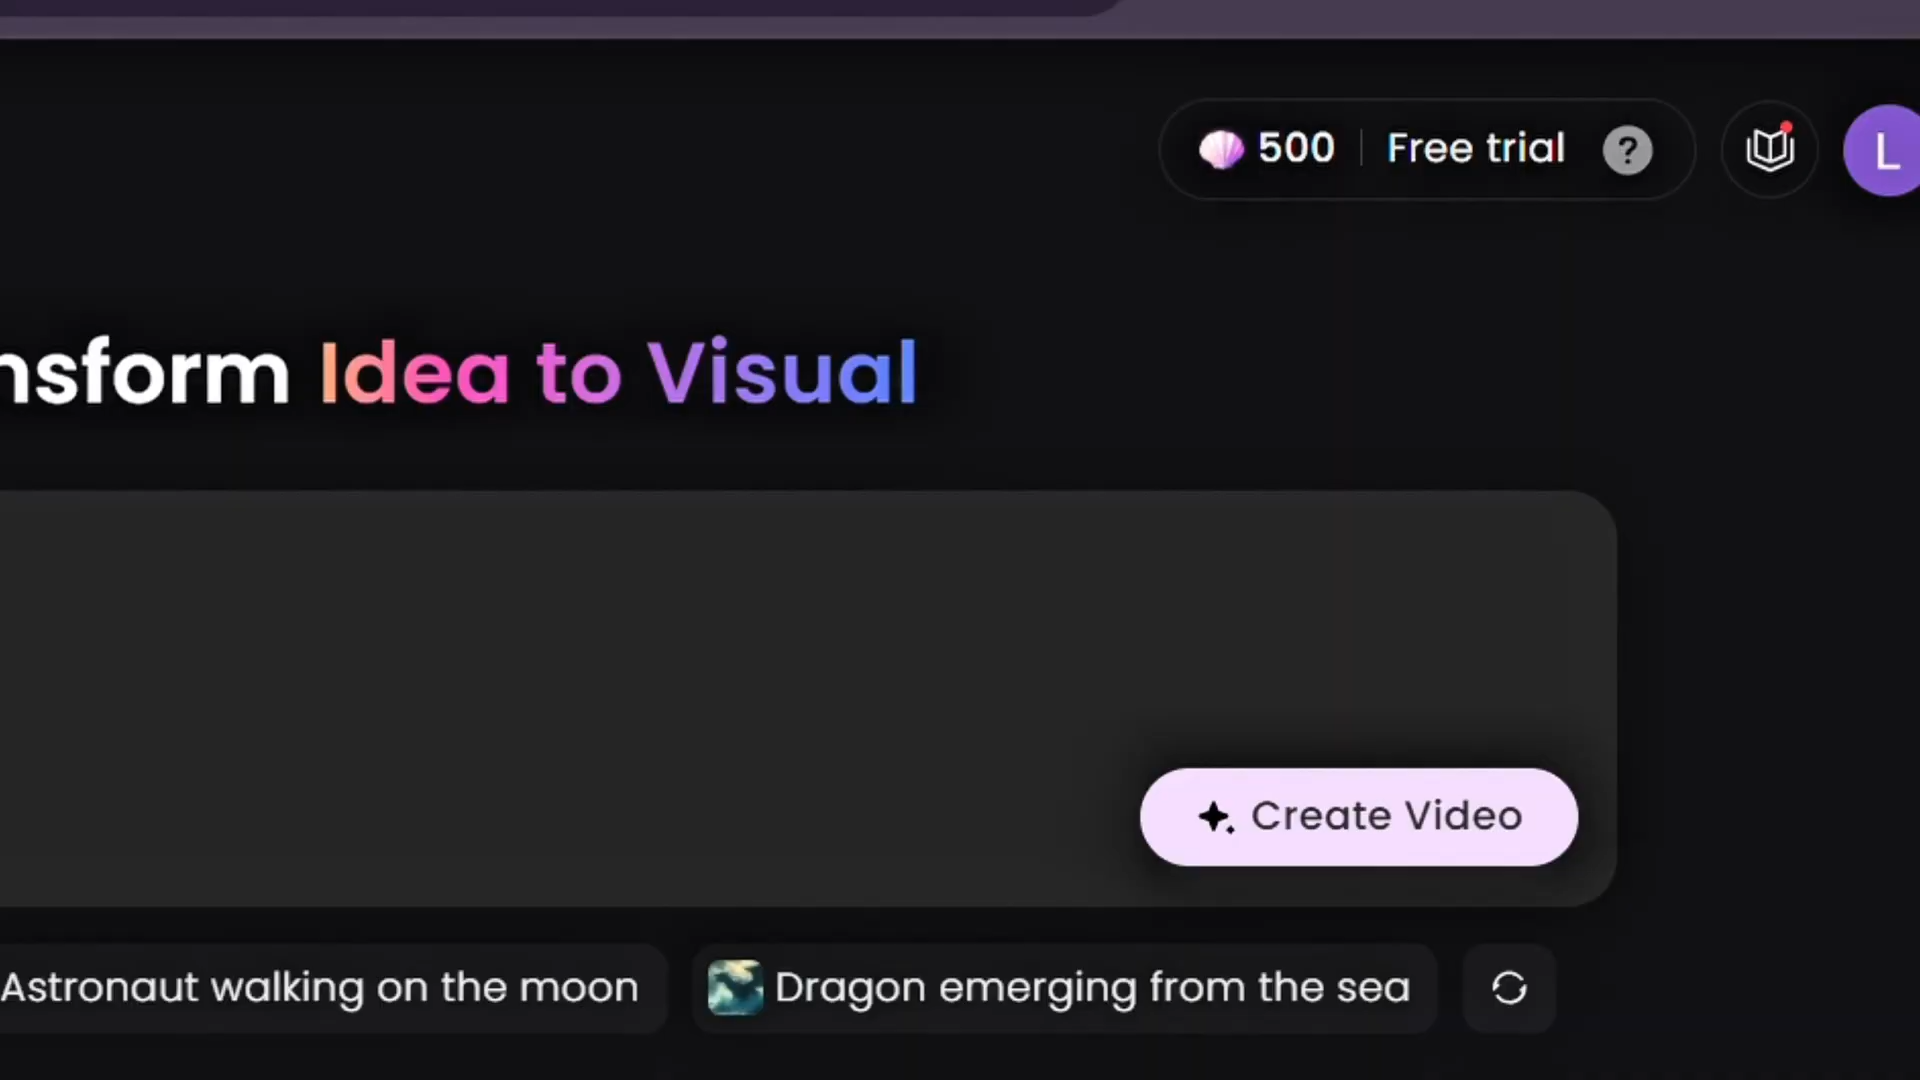 500 Free trial ?
L
nsform Idea to Visual
Create Video
Astronaut walking on the moon Dragon emerging from the sea